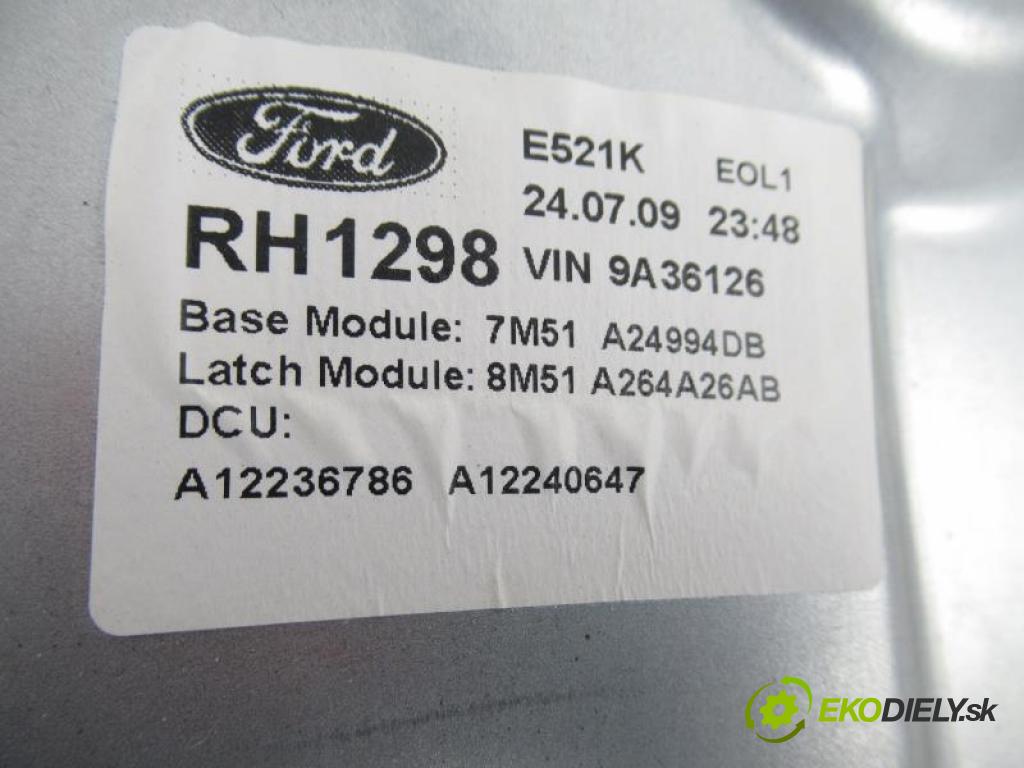 Ford
E521K EOL1
24.07.09 23:48
RH1298 VIN 9A36126
Base Module: 7M51 A24994DB
Latch Module: 8M51 A264A26AB
DCU:
A12236786 A12240647
EKODIELY.sk